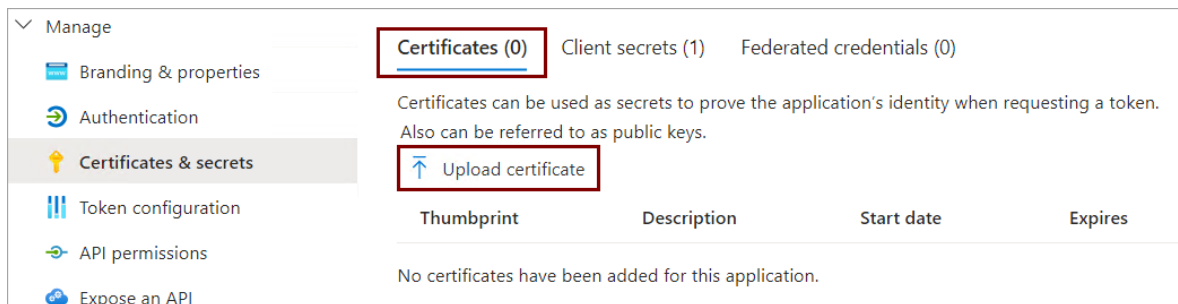 Manage
Branding & properties
Authentication
Certificates & secrets
Token configuration
API permissions
Expose an API
Certificates (0) Client secrets (1) Federated credentials (0)
Certificates can be used as secrets to prove the application's identity when requesting a token.
Also can be referred to as public keys.
Upload certificate
Thumbprint Description Start date Expires
No certificates have been added for this application.